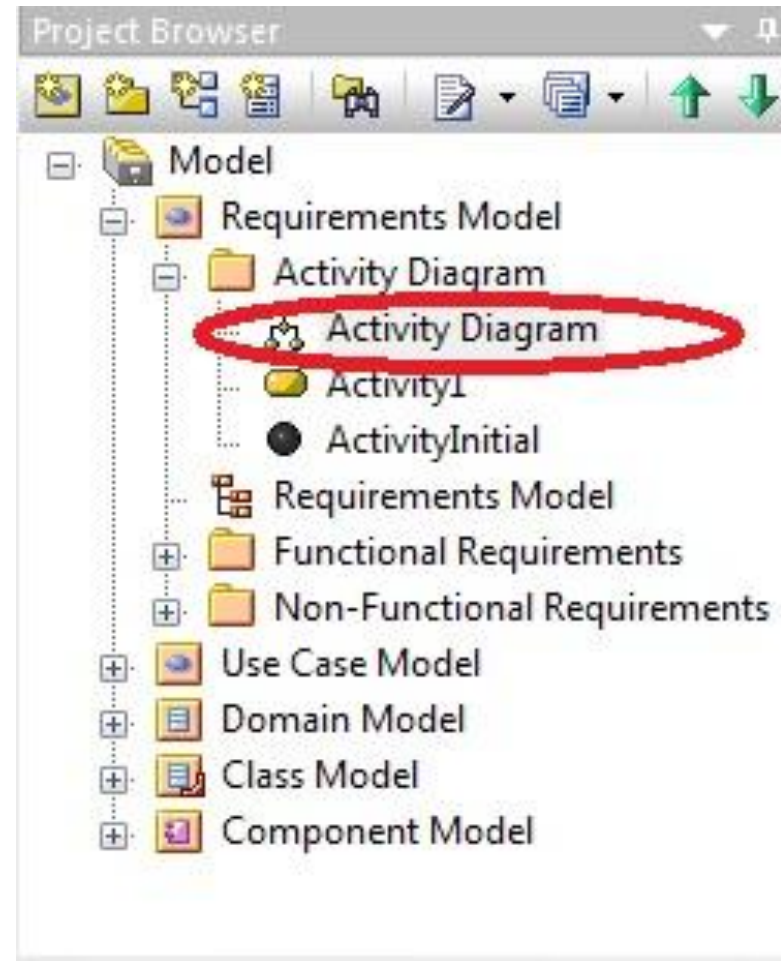 Project Browser
Model
Requirements Model
Activity Diagram
Activity Diagram
Activity1
ActivityInitial
Requirements Model
Functional Requirements
Non-Functional Requirements
Use Case Model
Domain Model
Class Model
Component Model